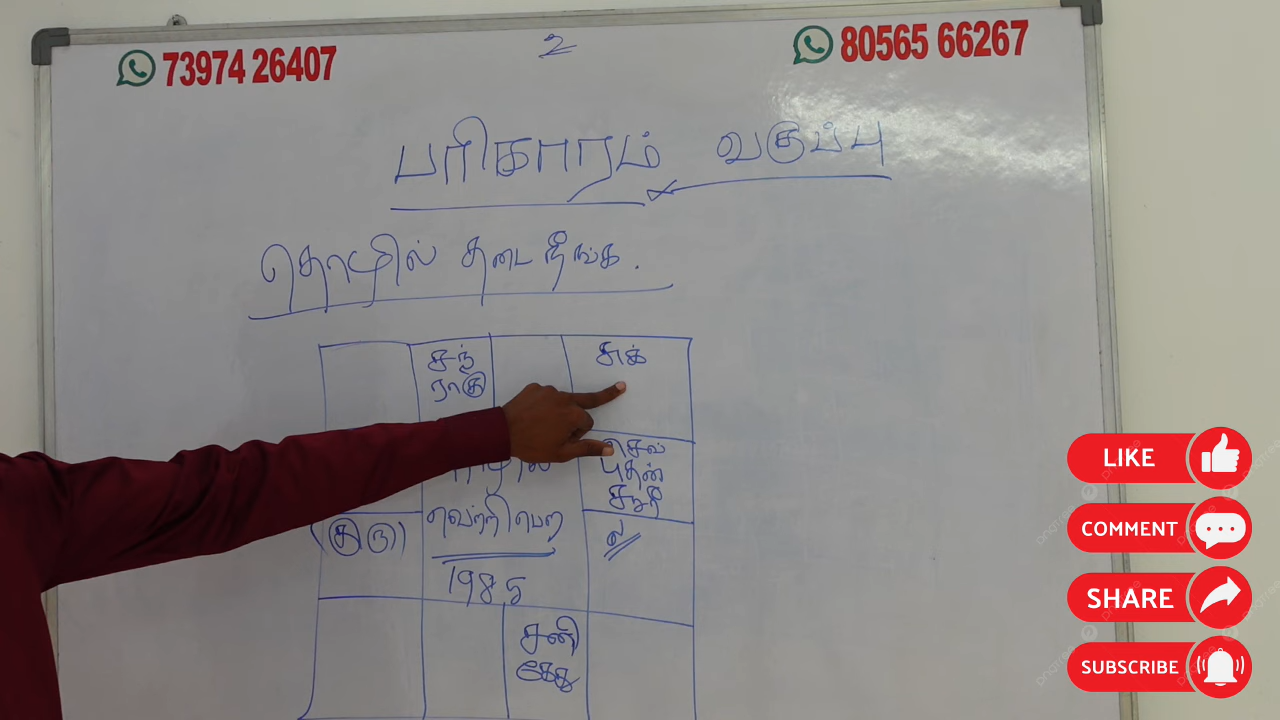 73974 26407
2
80565 66267
பரிகாரம் வகுப்பு
தொழில் தடை நீங்க.
சந்
ராகு
சுக்
செவ்
புதன்
சூரி
தொழில்
வெற்றி பெற
1985
(குரு)
ல
சனி
கேது
LIKE
COMMENT
SHARE
SUBSCRIBE